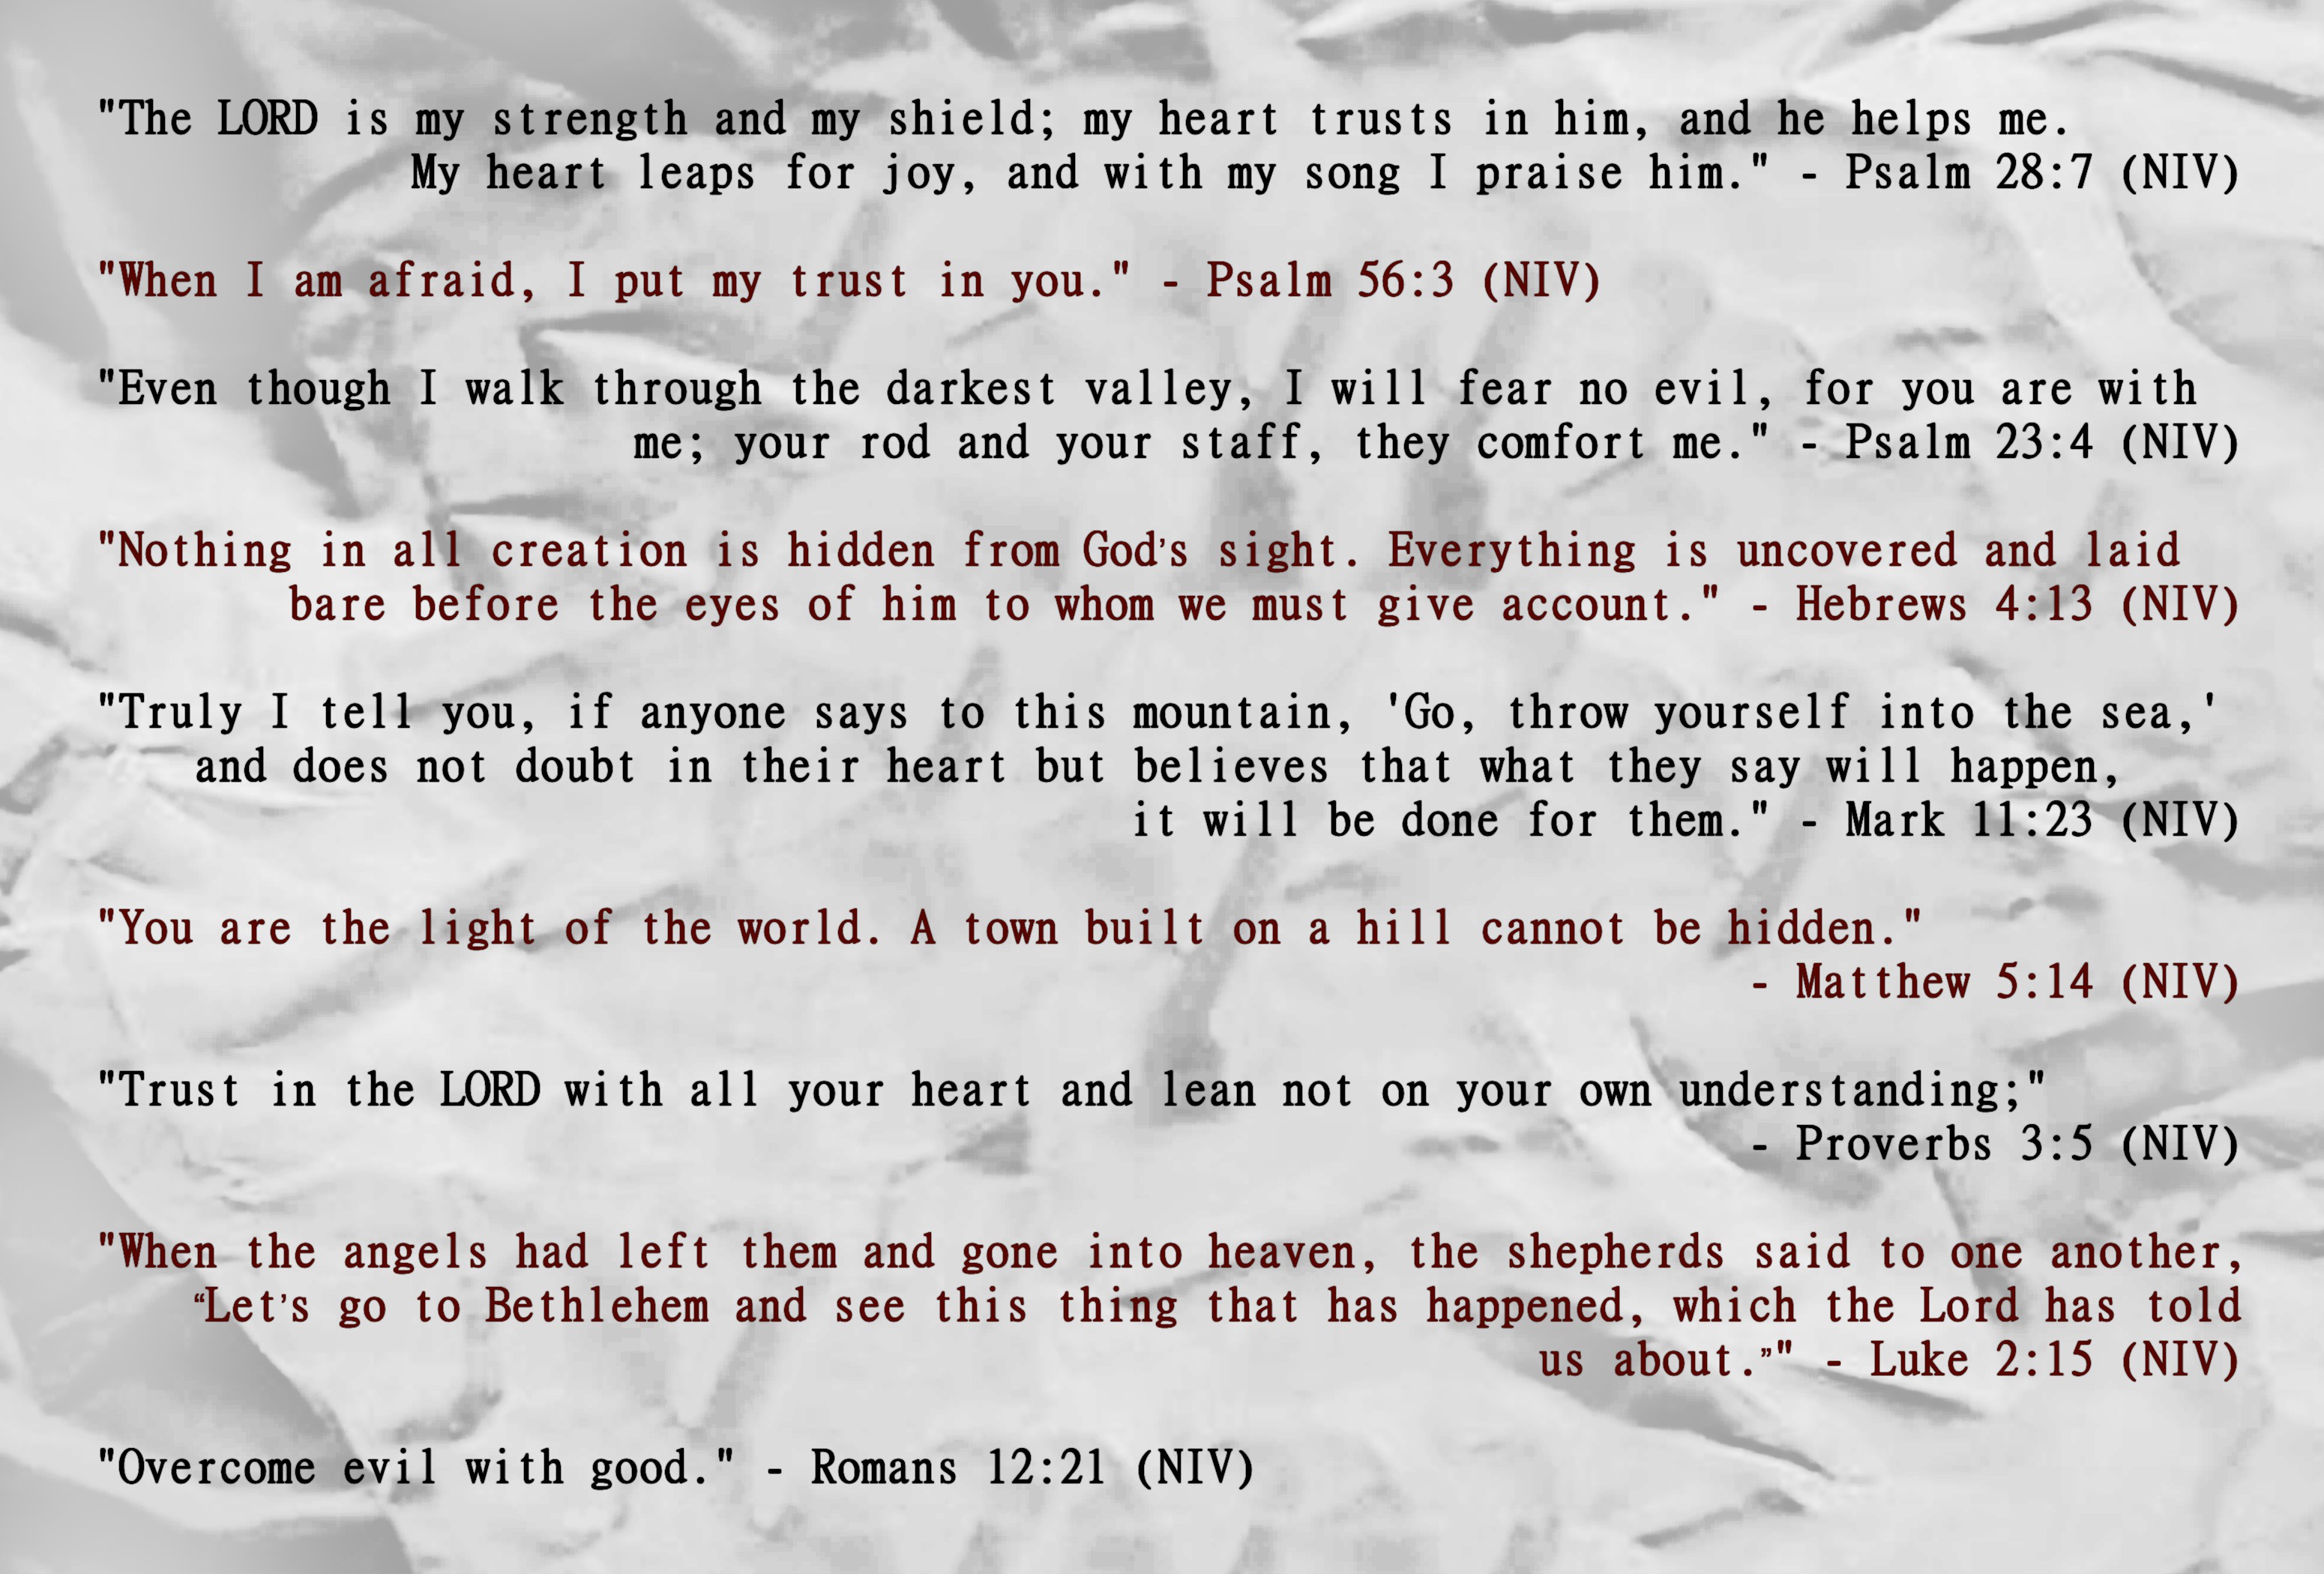 "The LORD is my strength and my shield; my heart trusts in him, and he helps me.
My heart leaps for joy, and with my song I praise him." - Psalm 28:7 (NIV)
"When I am afraid, I put my trust in you." - Psalm 56:3 (NIV)
"Even though I walk through the darkest valley, I will fear no evil, for you are with
me; your rod and your staff, they comfort me." - Psalm 23:4 (NIV)
"Nothing in all creation is hidden from God’s sight. Everything is uncovered and laid
bare before the eyes of him to whom we must give account." - Hebrews 4:13 (NIV)
"Truly I tell you, if anyone says to this mountain, 'Go, throw yourself into the sea,'
and does not doubt in their heart but believes that what they say will happen,
it will be done for them." - Mark 11:23 (NIV)
"You are the light of the world. A town built on a hill cannot be hidden."
- Matthew 5:14 (NIV)
"Trust in the LORD with all your heart and lean not on your own understanding;"
- Proverbs 3:5 (NIV)
"When the angels had left them and gone into heaven, the shepherds said to one another,
“Let’s go to Bethlehem and see this thing that has happened, which the Lord has told
us about.”" - Luke 2:15 (NIV)
"Overcome evil with good." - Romans 12:21 (NIV)